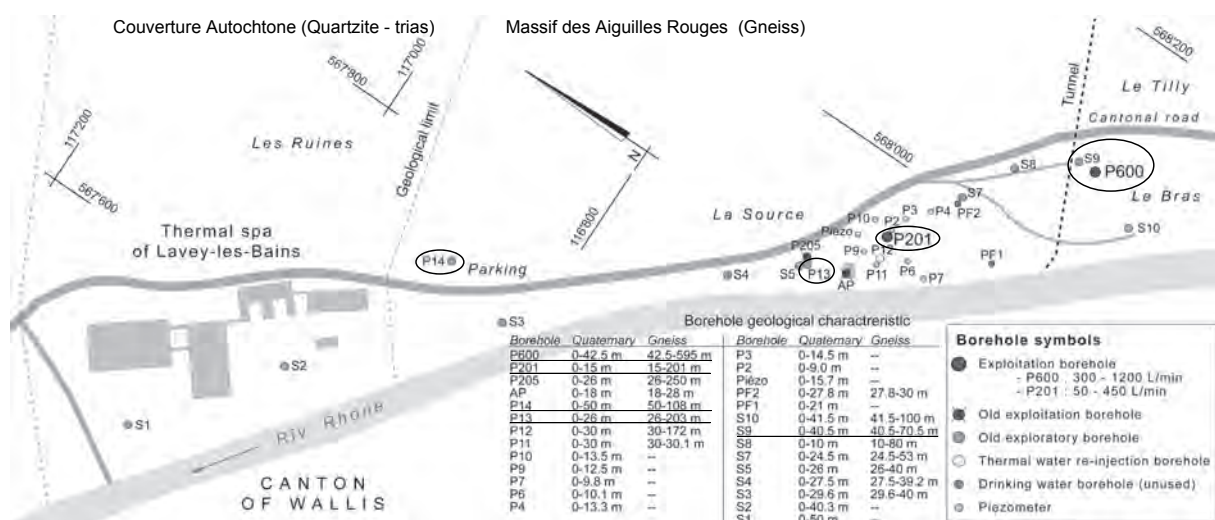 Couverture Autochtone (Quartzite - trias)
Massif des Aiguilles Rouges (Gneiss)
117'200
567'600
567'800
117'000
Geological limit
Les Ruines
N
116'800
568'000
568'200
Tunnel
Le Tilly
Cantonal road
S9
P600
S8
Le Bras
S7
PF2
S10
La Source
P10
P3
P4
P2
Piézo
P201
P205
P9
P12
S5
P13
AP
P11
P6
P7
PF1
Thermal spa
of Lavey-les-Bains
P14
Parking
S4
S3
S2
S1
Riv Rhone
CANTON
OF WALLIS
Borehole geological charactreristic
Borehole Quaternary Gneiss
P600 0-42.5 m 42.5-595 m
P201 0-15 m 15-201 m
P205 0-26 m 26-250 m
AP 0-18 m 18-28 m
P14 0-50 m 50-108 m
P13 0-26 m 26-203 m
P12 0-30 m 30-172 m
P11 0-30 m 30-30.1 m
P10 0-13.5 m --
P9 0-12.5 m --
P7 0-9.8 m --
P6 0-10.1 m --
P4 0-13.3 m --
Borehole Quaternary Gneiss
P3 0-14.5 m --
P2 0-9.0 m --
Piézo 0-15.7 m --
PF2 0-27.8 m 27.8-30 m
PF1 0-21 m --
S10 0-41.5 m 41.5-100 m
S9 0-40.5 m 40.5-70.5 m
S8 0-10 m 10-80 m
S7 0-24.5 m 24.5-53 m
S5 0-26 m 26-40 m
S4 0-27.5 m 27.5-39.2 m
S3 0-29.6 m 29.6-40 m
S2 0-40.3 m --
S1 0-50 m --
Borehole symbols
Exploitation borehole
- P600 : 300 - 1200 L/min
- P201 : 50 - 450 L/min
Old exploitation borehole
Old exploratory borehole
Thermal water re-injection borehole
Drinking water borehole (unused)
Piezometer